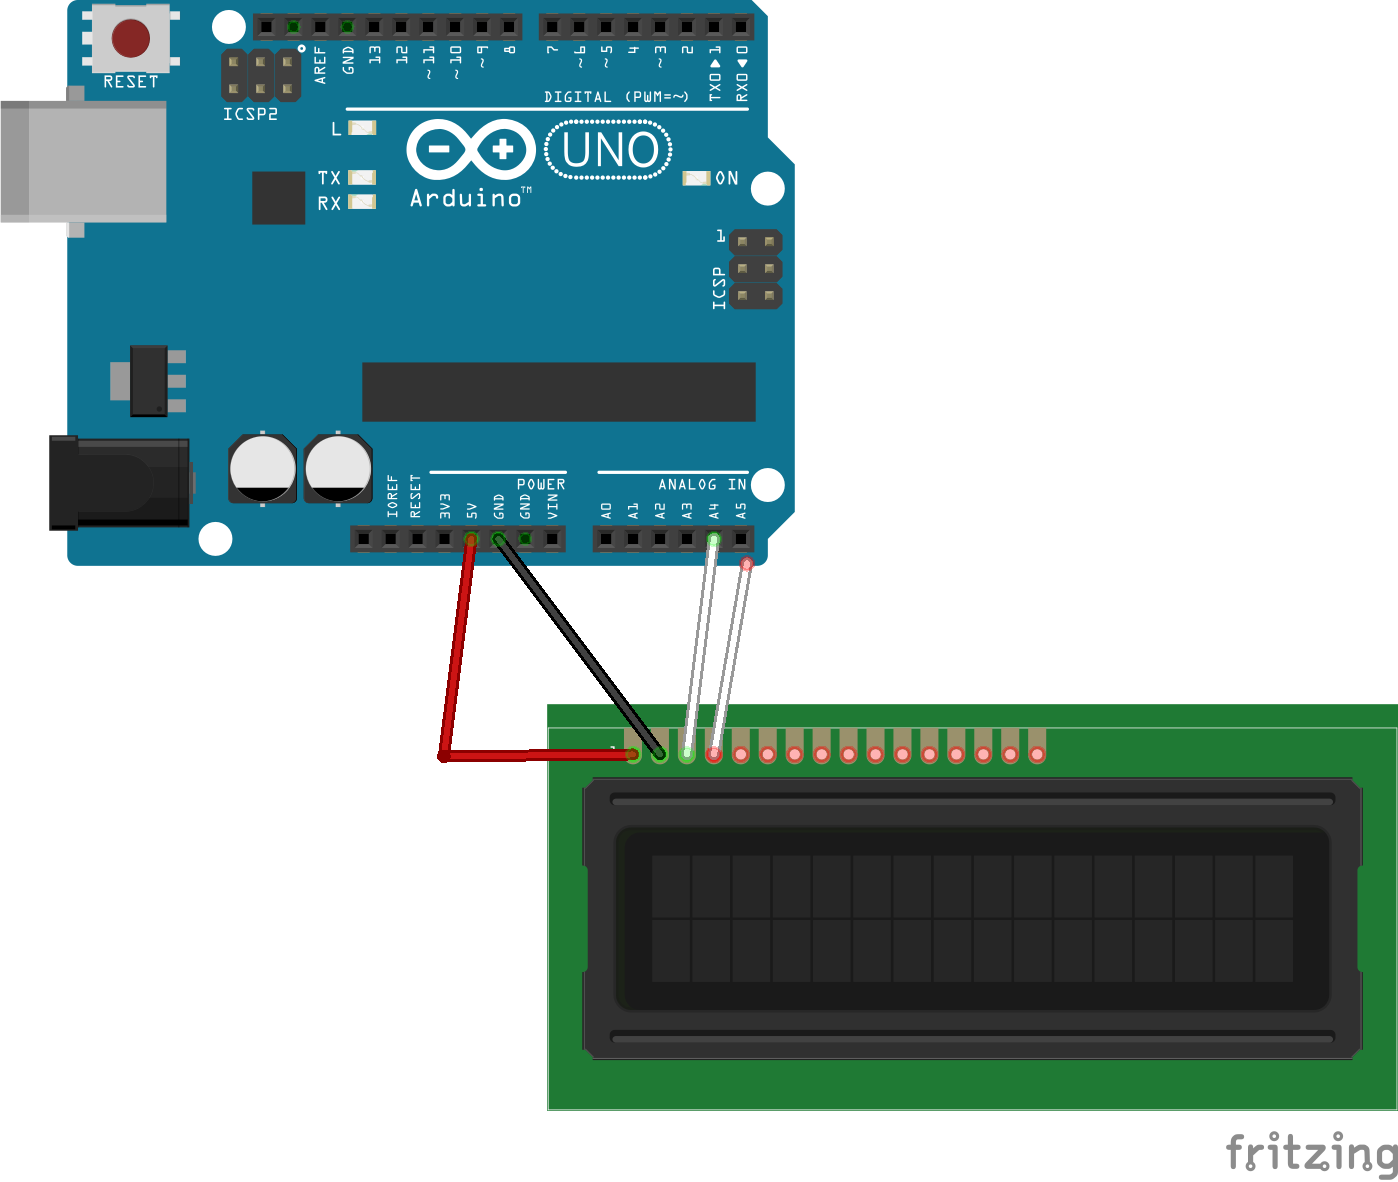 RESET
ICSP2
AREF
GND
13
12
~11
~10
~9
8
7
~6
~5
4
~3
2
TX0▶1
RX0◀0
DIGITAL (PWM=~)
L
TX
RX
Arduino™
UNO
ON
1
ICSP
POWER
ANALOG IN
IOREF
RESET
3V3
5V
GND
GND
VIN
A0
A1
A2
A3
A4
A5
1
fritzing